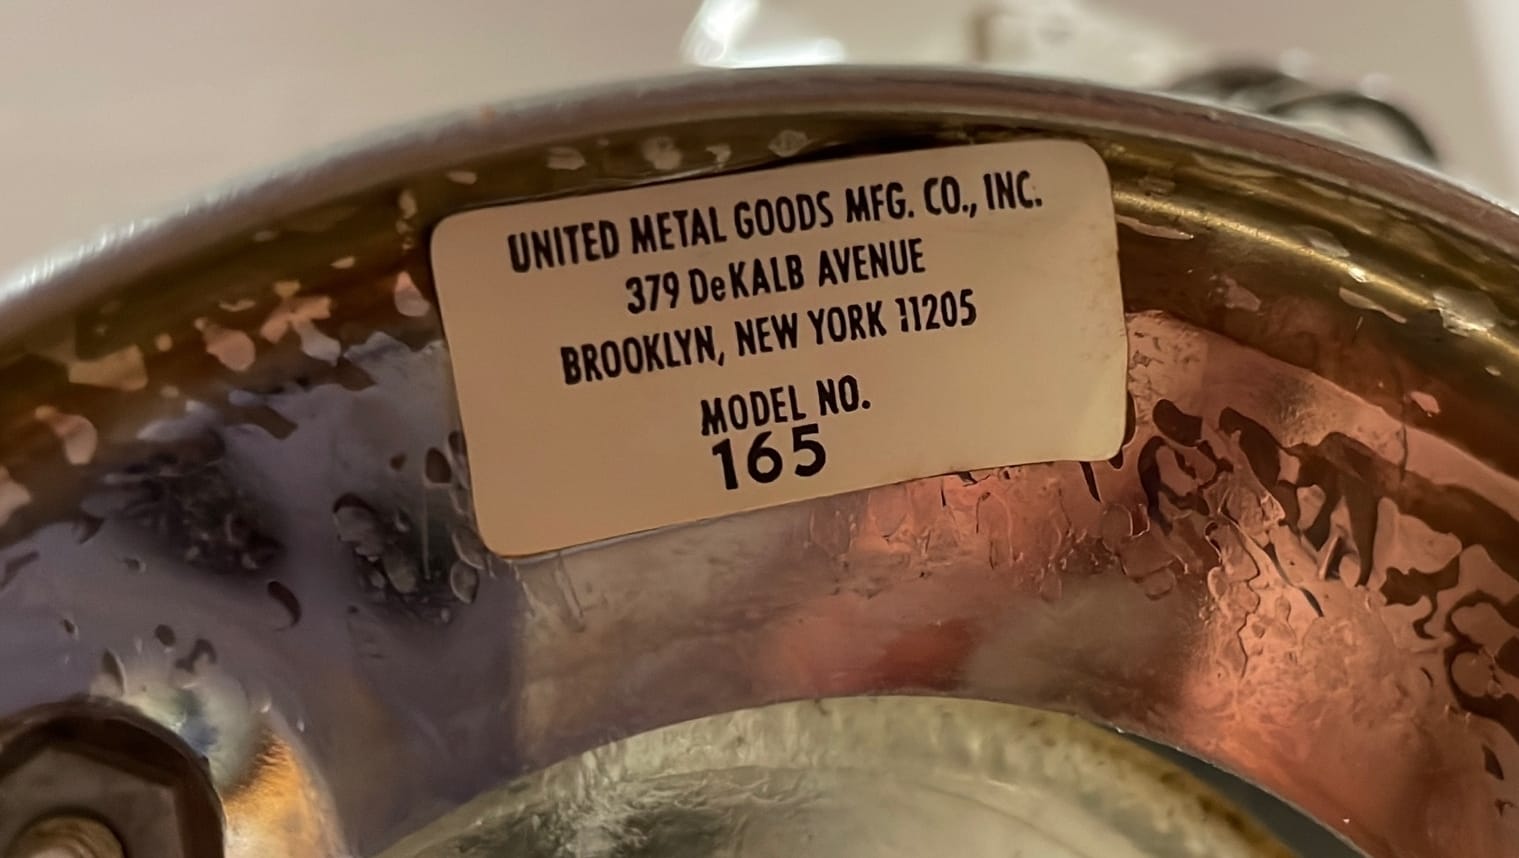 UNITED METAL GOODS MFG. CO., INC.
379 DeKALB AVENUE
BROOKLYN, NEW YORK 11205
MODEL NO.
165